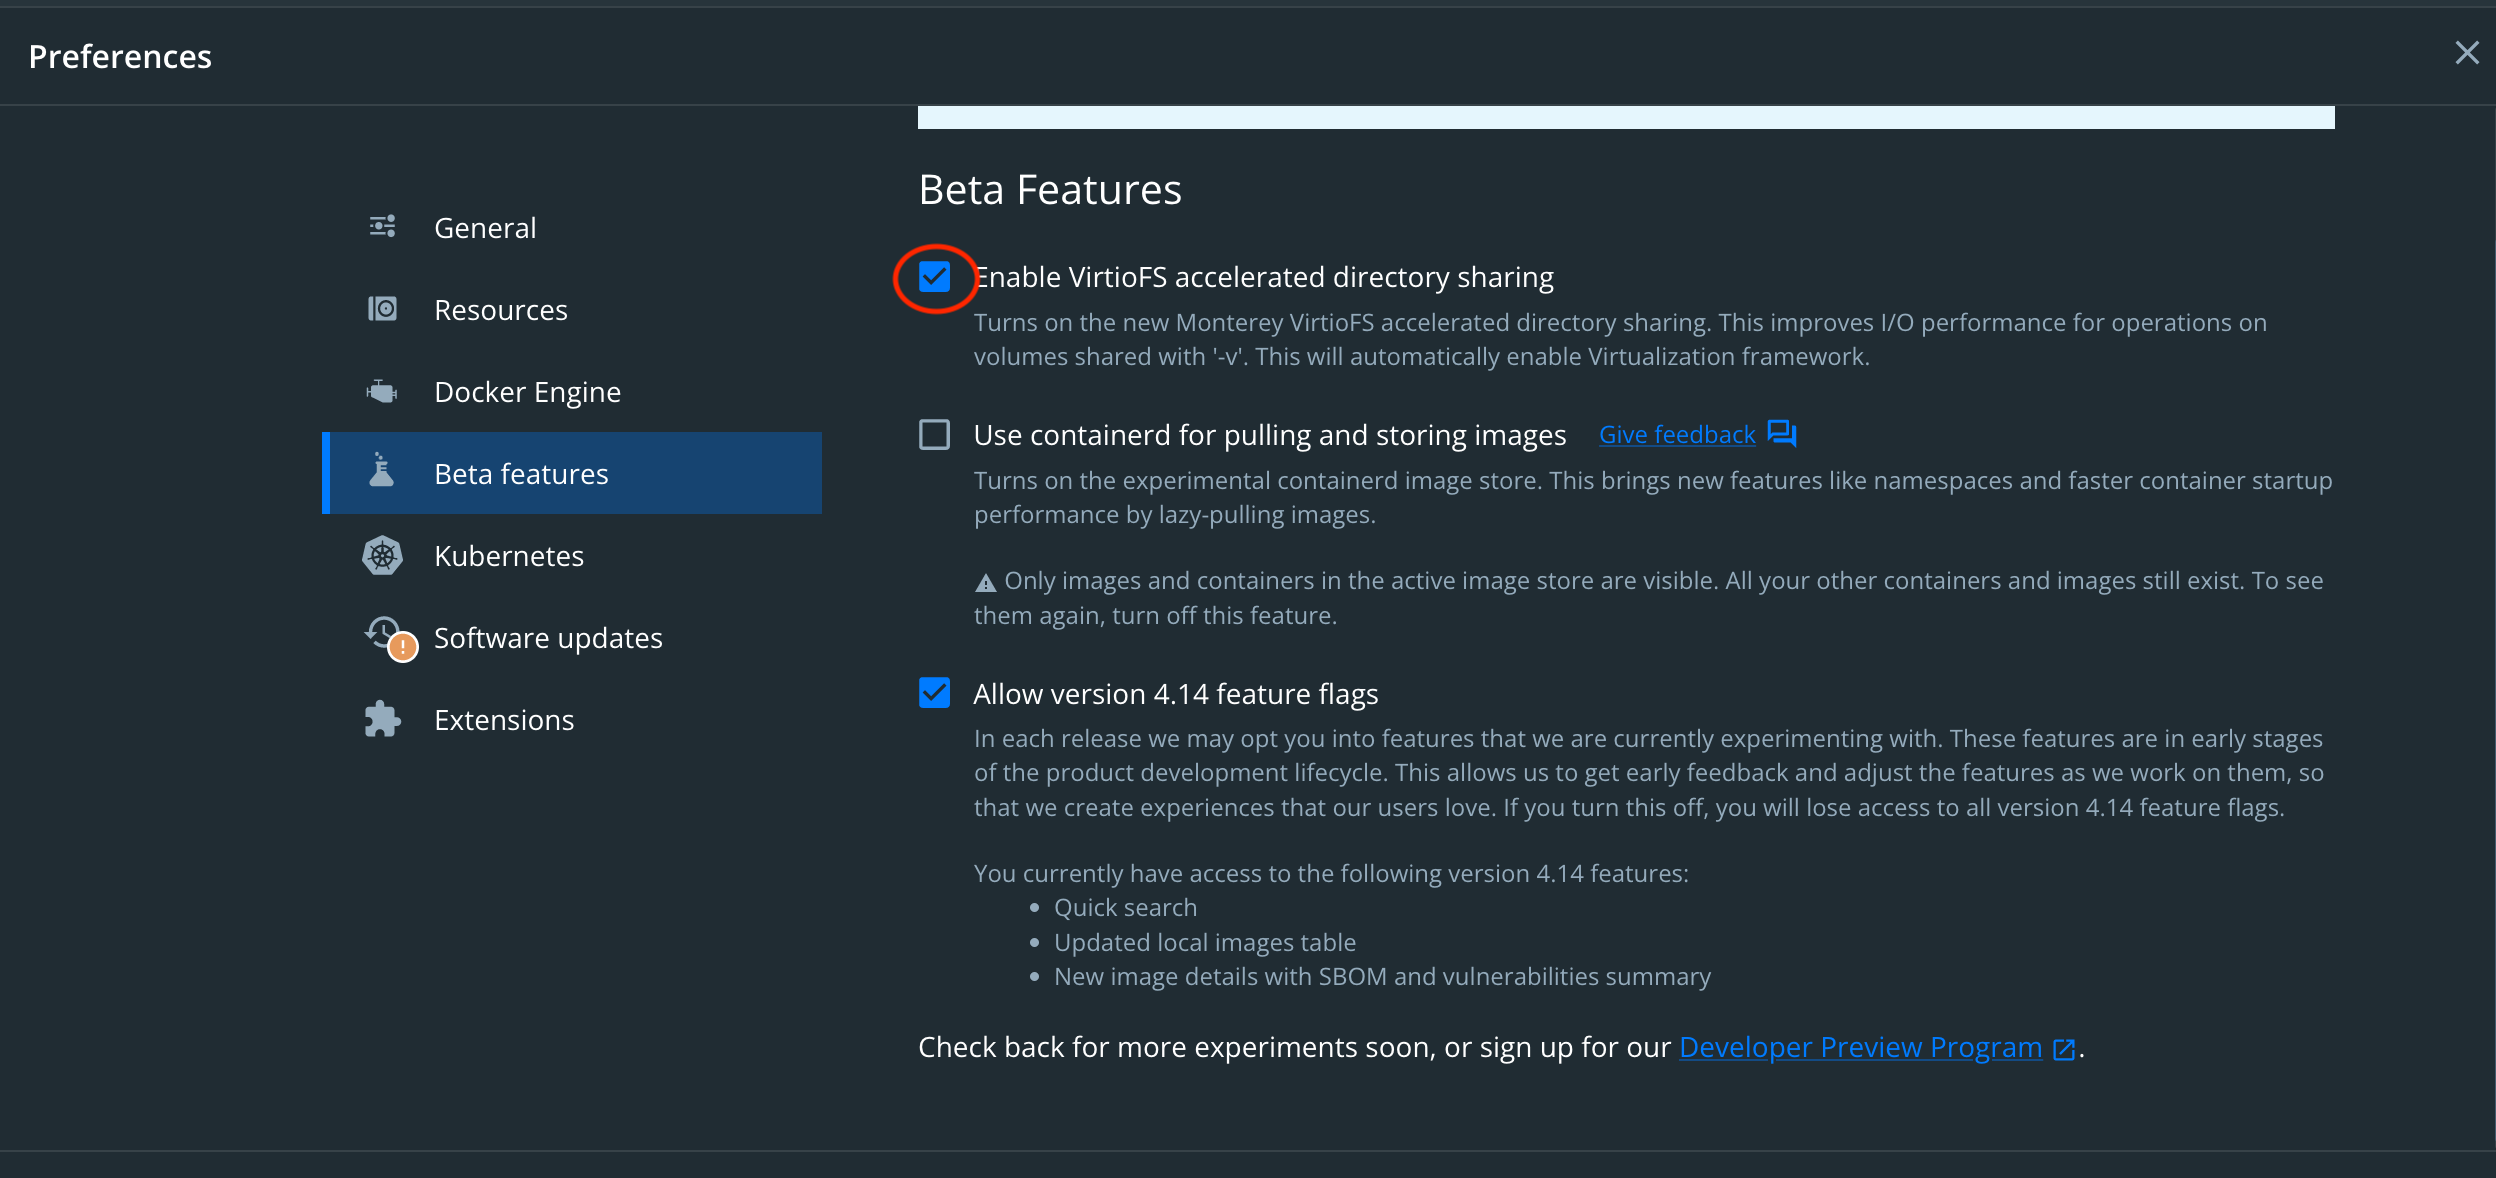 Preferences
General
Resources
Docker Engine
Beta features
Kubernetes
Software updates
Extensions
Beta Features
Enable VirtioFS accelerated directory sharing
Turns on the new Monterey VirtioFS accelerated directory sharing. This improves I/O performance for operations on
volumes shared with '-v'. This will automatically enable Virtualization framework.
Use containerd for pulling and storing images Give feedback
Turns on the experimental containerd image store. This brings new features like namespaces and faster container startup
performance by lazy-pulling images.
Only images and containers in the active image store are visible. All your other containers and images still exist. To see
them again, turn off this feature.
Allow version 4.14 feature flags
In each release we may opt you into features that we are currently experimenting with. These features are in early stages
of the product development lifecycle. This allows us to get early feedback and adjust the features as we work on them, so
that we create experiences that our users love. If you turn this off, you will lose access to all version 4.14 feature flags.
You currently have access to the following version 4.14 features:
• Quick search
• Updated local images table
• New image details with SBOM and vulnerabilities summary
Check back for more experiments soon, or sign up for our Developer Preview Program .